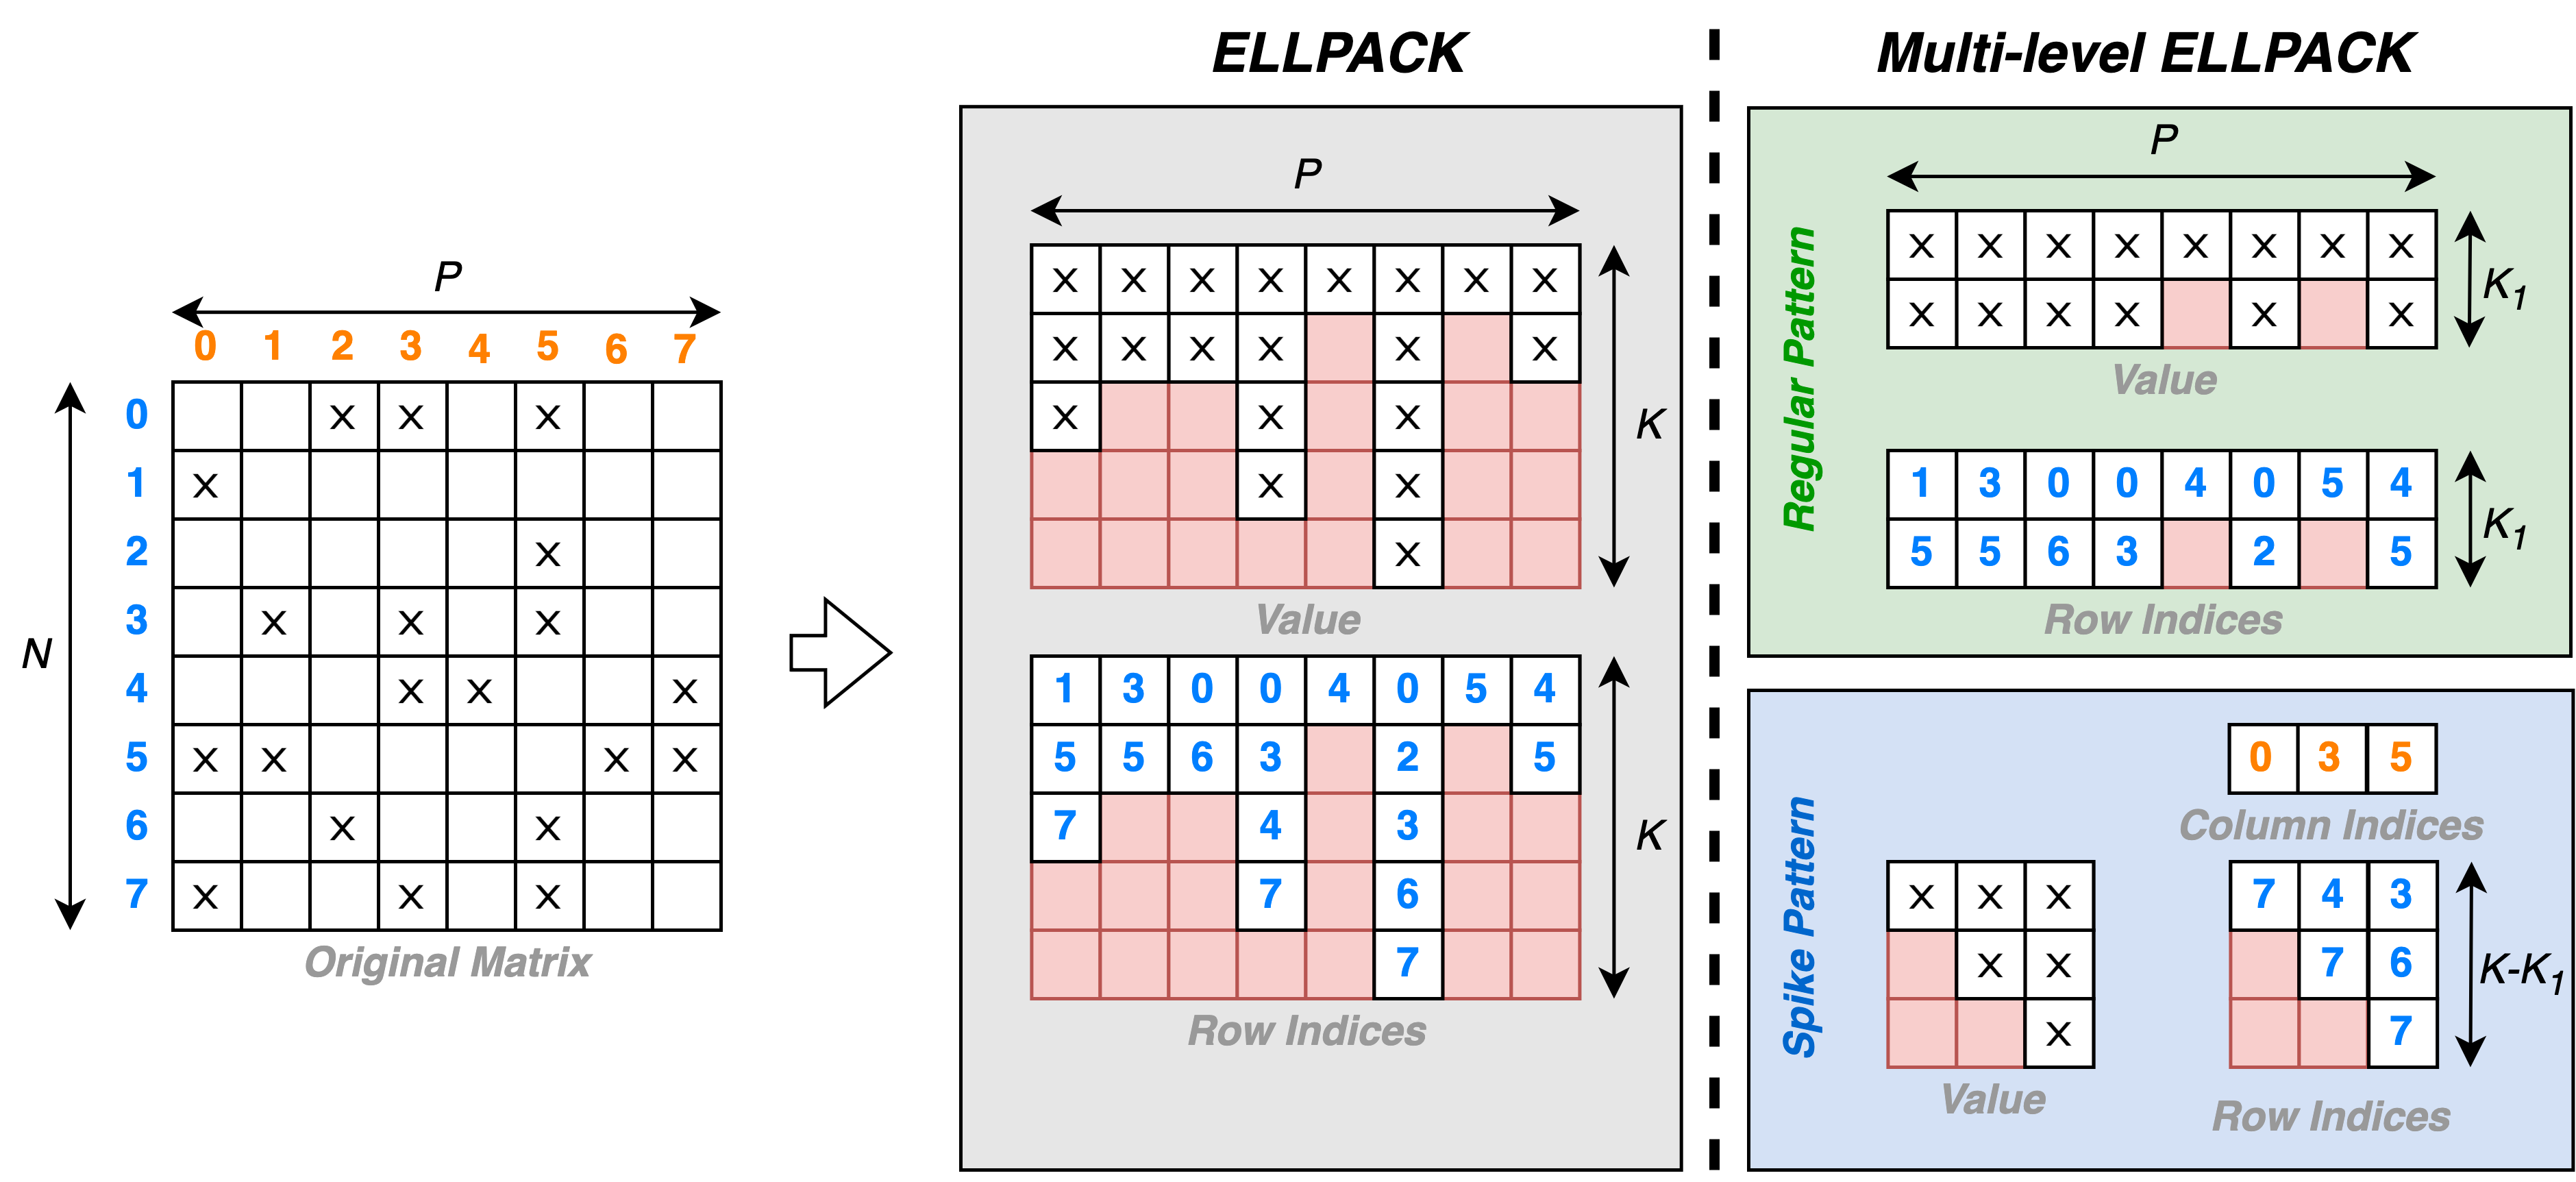 P
0 1 2 3 4 5 6 7
N
0 x x x
1 x
2 x
3 x x x
4 x x x
5 x x x x
6 x x
7 x x x
Original Matrix
ELLPACK
P
x x x x x x x x
x x x x x x
x x x
x x
x
K
Value
1 3 0 0 4 0 5 4
5 5 6 3 2 5
7 4 3
7 6
7
K
Row Indices
Multi-level ELLPACK
Regular Pattern
P
x x x x x x x x
x x x x x x
K1
Value
1 3 0 0 4 0 5 4
5 5 6 3 2 5
K1
Row Indices
Spike Pattern
0 3 5
Column Indices
x x x
x x
x
Value
7 4 3
7 6
7
K-K1
Row Indices